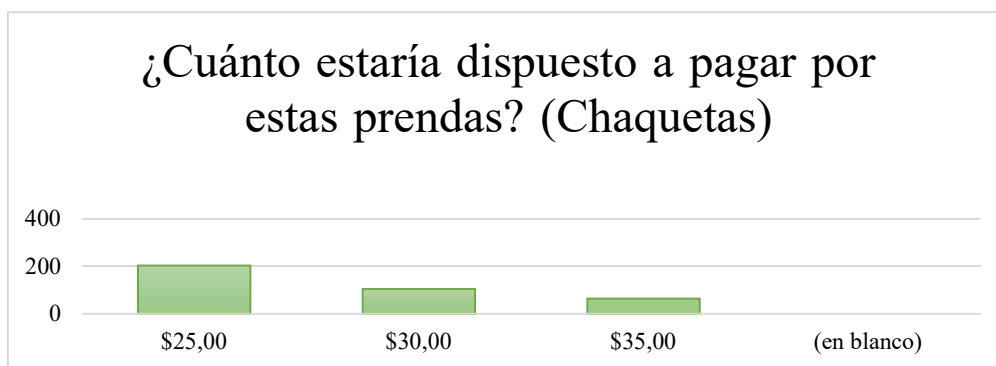 ¿Cuánto estaría dispuesto a pagar por
estas prendas? (Chaquetas)
400
200
0
$25,00 $30,00 $35,00 (en blanco)